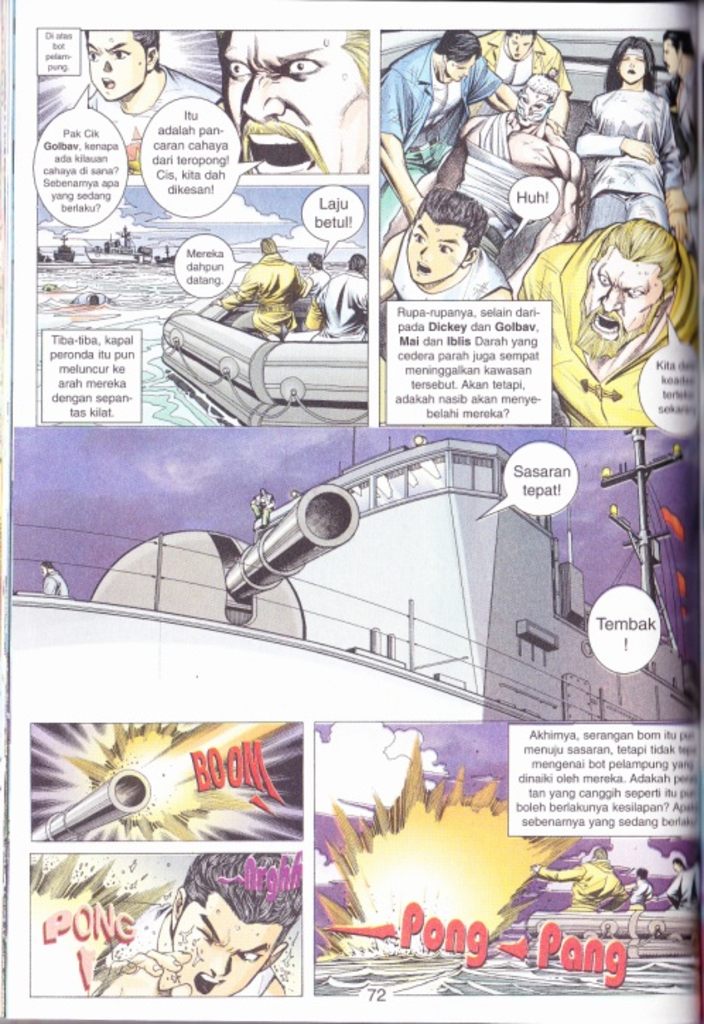 Di atas
bot
pelam-
pung.
Pak Cik
Golbav, kenapa
ada kilauan
cahaya di sana?
Sebenarnya apa
yang sedang
berlaku?
Itu
adalah pan-
caran cahaya
dari teropong!
Cis, kita dah
dikesan!
Laju
betul!
Mereka
dahpun
datang.
Tiba-tiba, kapal
peronda itu pun
meluncur ke
arah mereka
dengan sepan-
tas kilat.
Huh!
Rupa-rupanya, selain dari-
pada Dickey dan Golbav,
Mai dan Iblis Darah yang
cedera parah juga sempat
meninggalkan kawasan
tersebut. Akan tetapi,
adakah nasib akan menye-
belahi mereka?
Kita
Sasaran
tepat!
Tembak
!
BOOM
Arghh
PONG
!
Akhirnya, serangan bom itu
menuju sasaran, tetapi tidak
mengenai bot pelampung yang
dinaiki oleh mereka. Adakah
tan yang canggih seperti itu
boleh berlakunya kesilapan?
sebenarnya yang sedang
Pong - Pang
72